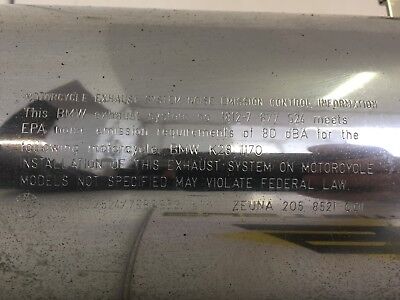 MOTORCYCLE EXHAUST SYSTEM NOISE EMISSION CONTROL INFORMATION
This BMW exhaust system no. 1812-7 677 524 meets
EPA noise emission requirements of 80 dBA for the
following motorcycle: BMW K28 1170
INSTALLATION OF THIS EXHAUST SYSTEM ON MOTORCYCLE
MODELS NOT SPECIFIED MAY VIOLATE FEDERAL LAW.
ZEUNA 205 8521